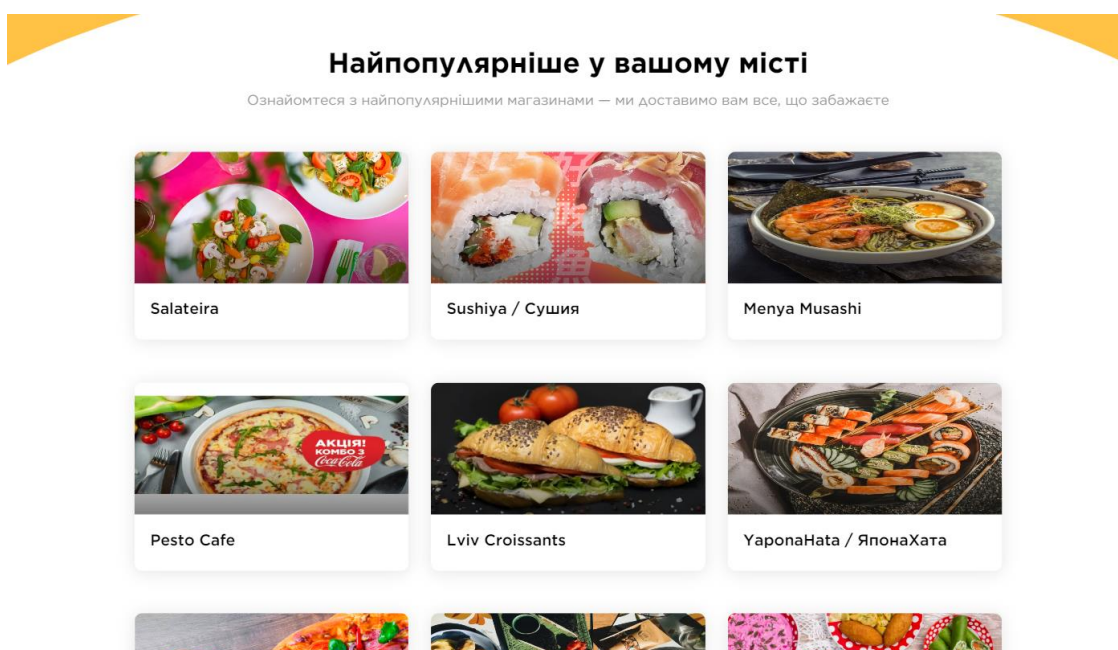 Найпопулярніше у вашому місті
Ознайомтеся з найпопулярнішими магазинами — ми доставимо вам все, що забажаєте
Salateira
Sushiya / Сушия
Menya Musashi
АКЦІЯ!
КОМБО З
Coca-Cola
Pesto Cafe
Lviv Croissants
YaponaHata / ЯпонаХата